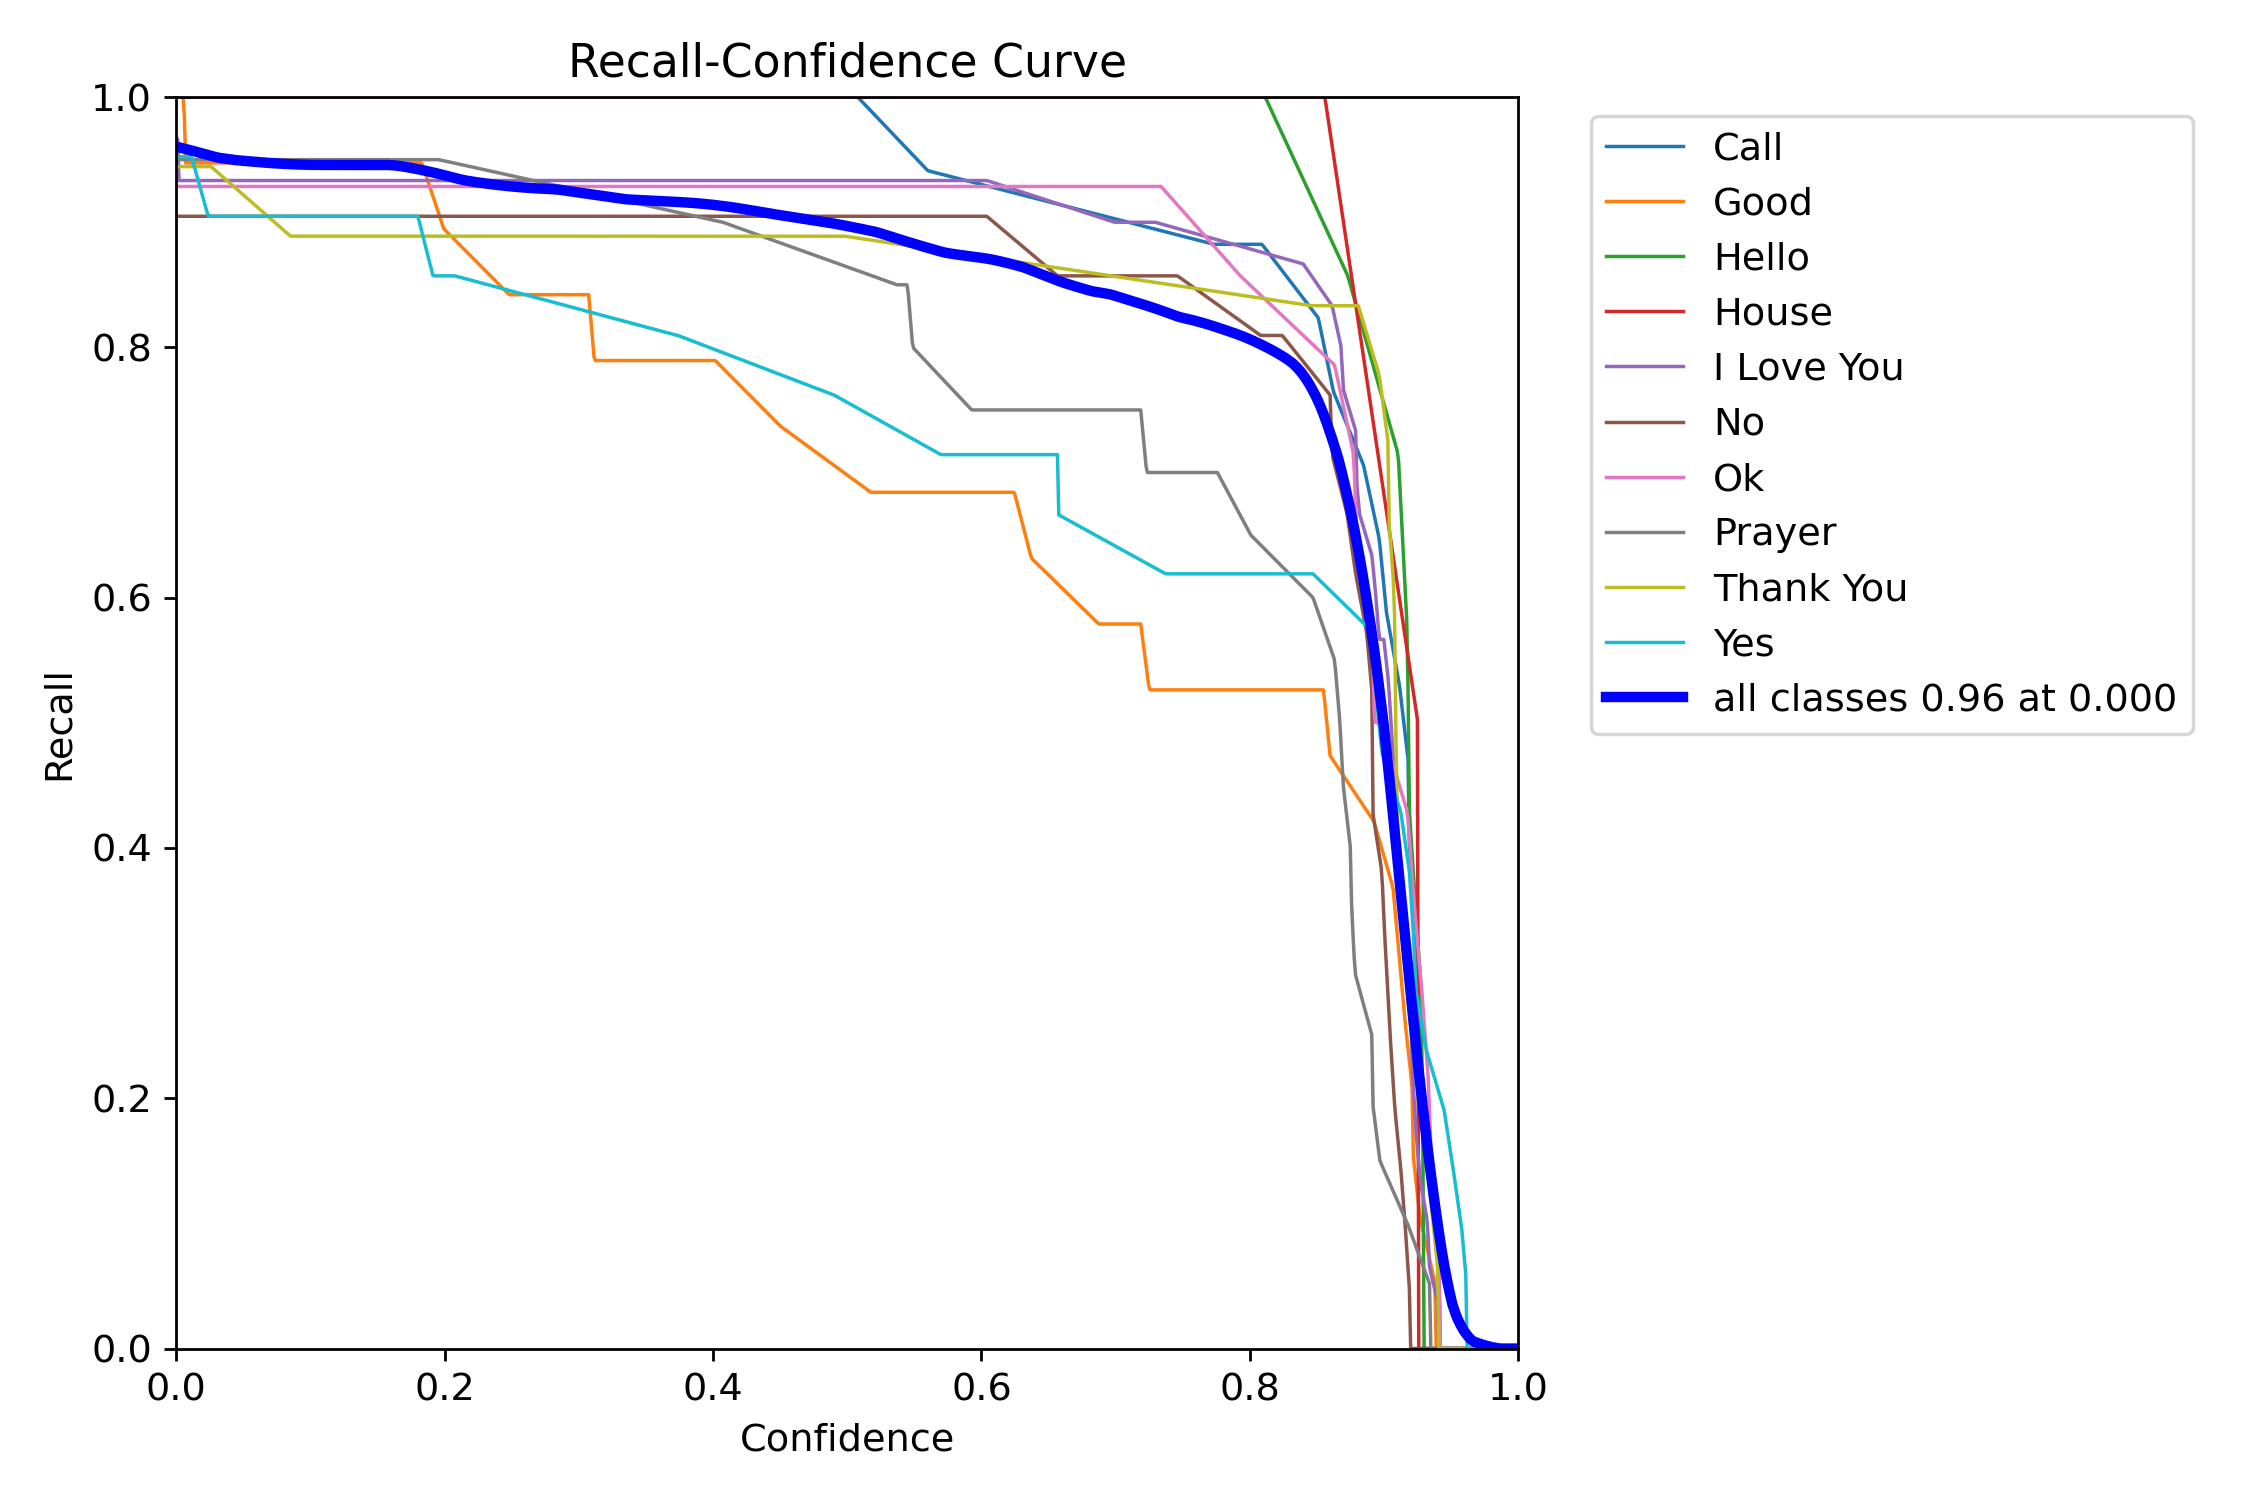 Recall-Confidence Curve
1.0
0.8
0.6
0.4
0.2
0.0
Recall
0.0 0.2 0.4 0.6 0.8 1.0
Confidence
Call
Good
Hello
House
I Love You
No
Ok
Prayer
Thank You
Yes
all classes 0.96 at 0.000